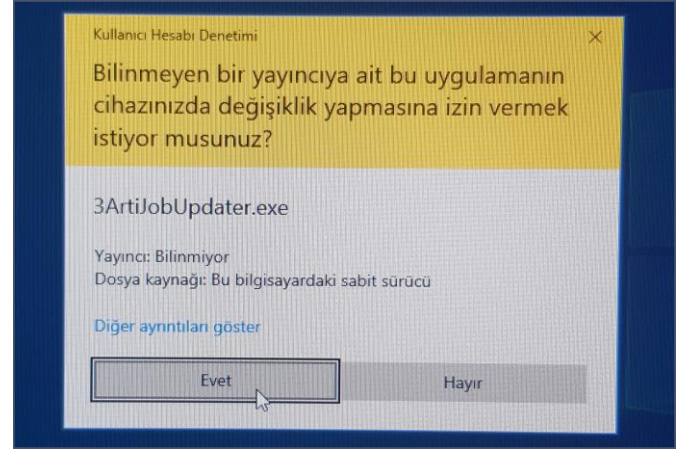 Kullanıcı Hesabı Denetimi
Bilinmeyen bir yayıncıya ait bu uygulamanın
cihazınızda değişiklik yapmasına izin vermek
istiyor musunuz?
3ArtiJobUpdater.exe
Yayıncı: Bilinmiyor
Dosya kaynağı: Bu bilgisayardaki sabit sürücü
Diğer ayrıntıları göster
Evet
Hayır